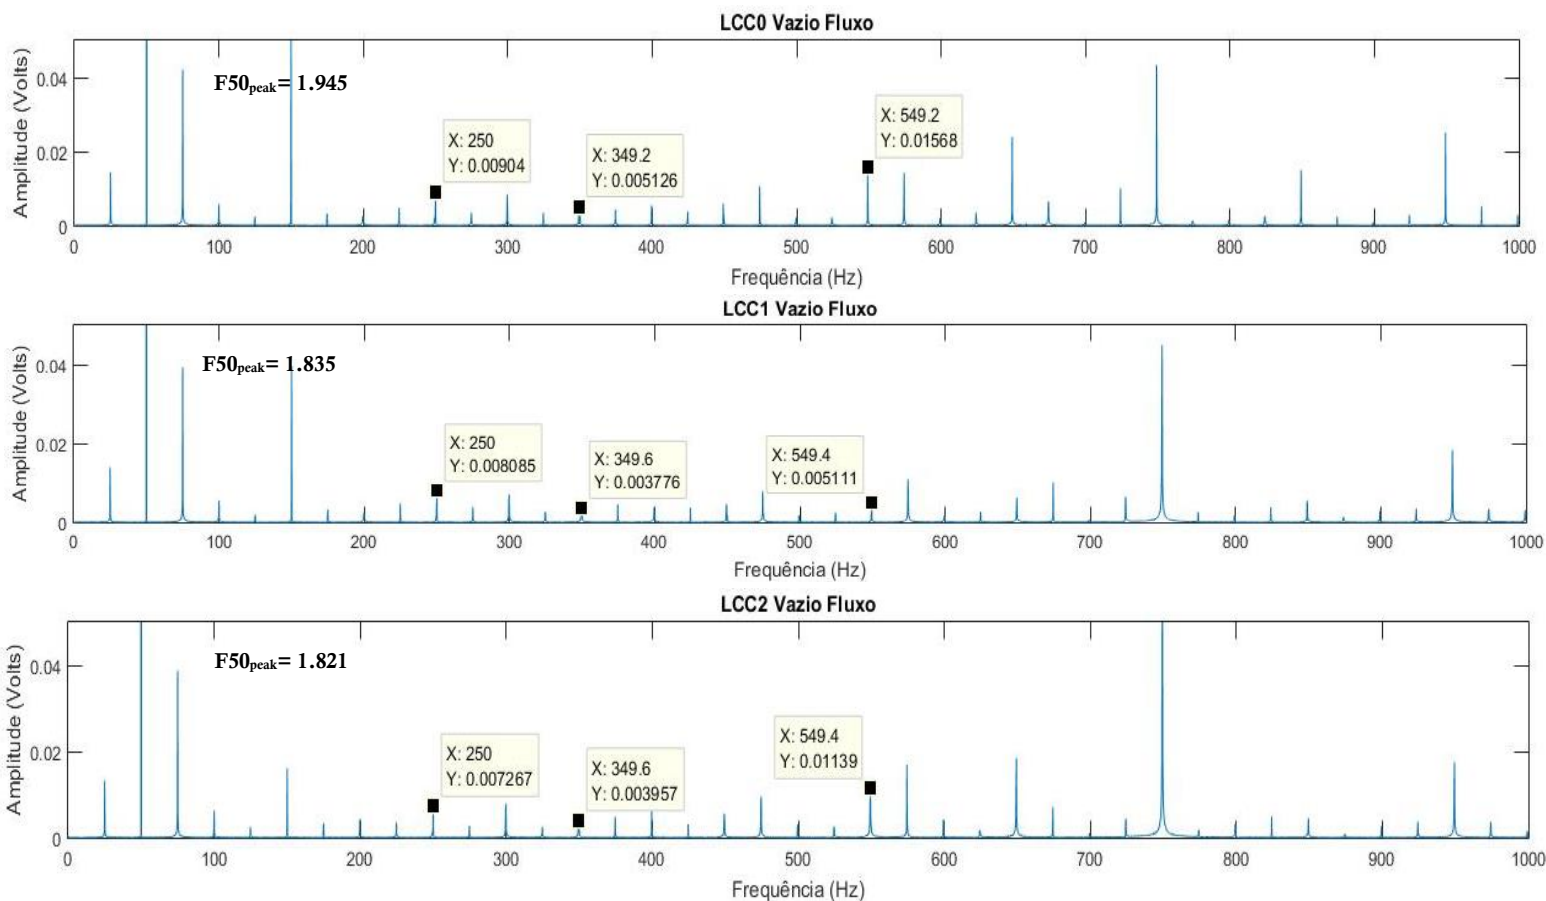 LCC0 Vazio Fluxo
Amplitude (Volts)
0.04
0.02
0
F50peak= 1.945
X: 250
Y: 0.00904
X: 349.2
Y: 0.005126
X: 549.2
Y: 0.01568
0 100 200 300 400 500 600 700 800 900 1000
Frequência (Hz)
LCC1 Vazio Fluxo
Amplitude (Volts)
0.04
0.02
0
F50peak= 1.835
X: 250
Y: 0.008085
X: 349.6
Y: 0.003776
X: 549.4
Y: 0.005111
0 100 200 300 400 500 600 700 800 900 1000
Frequência (Hz)
LCC2 Vazio Fluxo
Amplitude (Volts)
0.04
0.02
0
F50peak= 1.821
X: 250
Y: 0.007267
X: 349.6
Y: 0.003957
X: 549.4
Y: 0.01139
0 100 200 300 400 500 600 700 800 900 1000
Frequência (Hz)